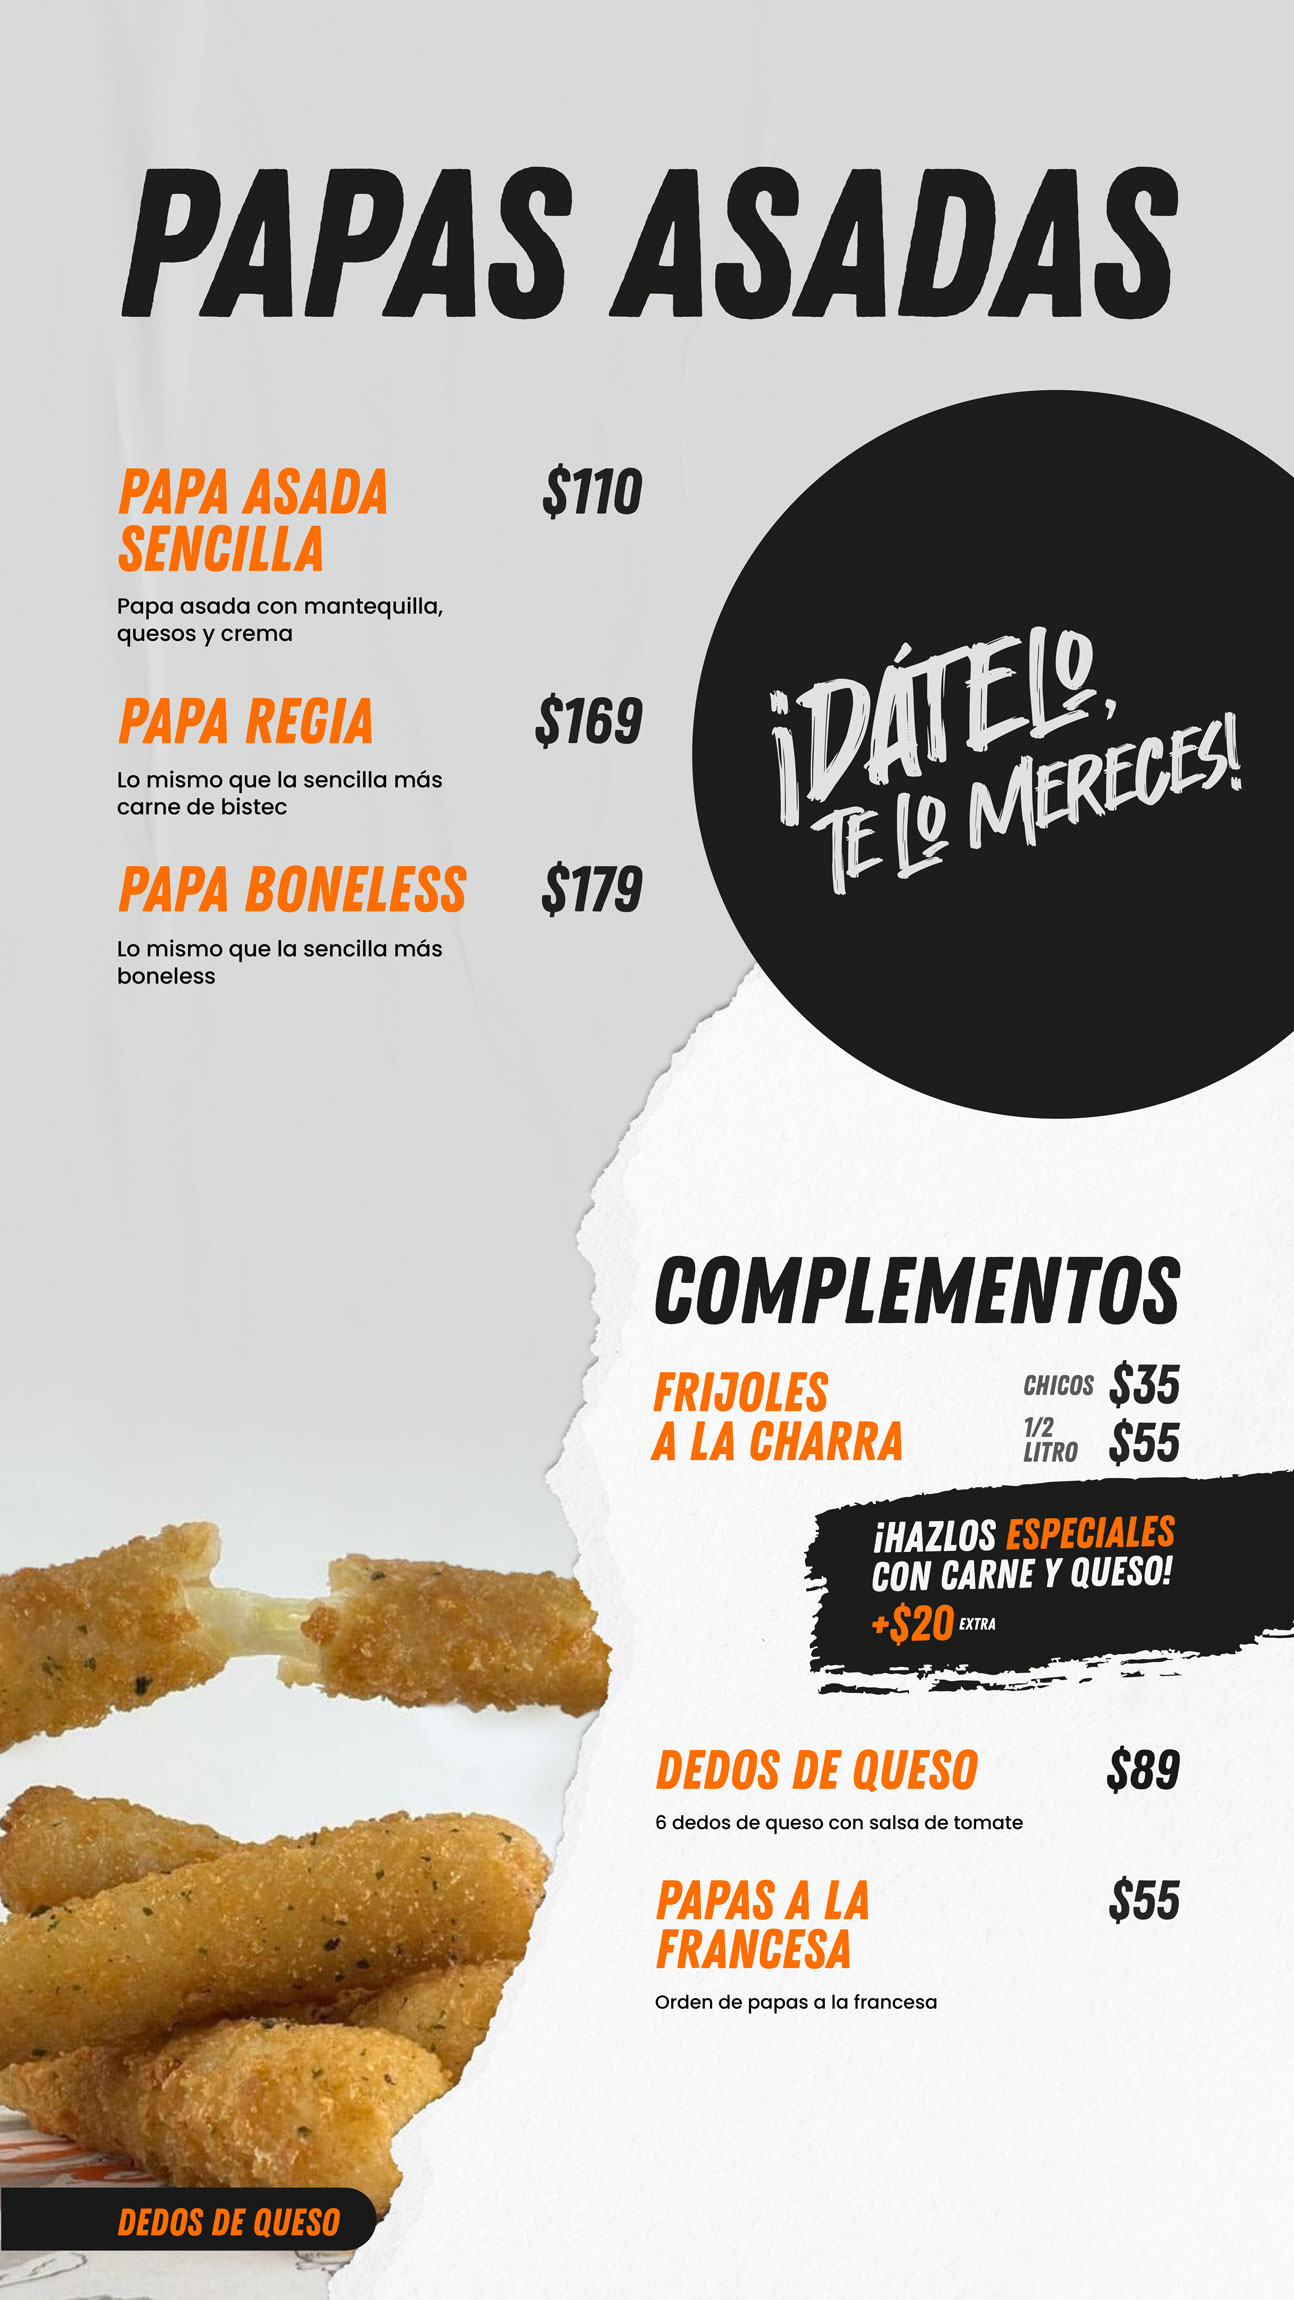 PAPAS ASADAS
PAPA ASADA
SENCILLA
$110
Papa asada con mantequilla,
quesos y crema
PAPA REGIA
$169
Lo mismo que la sencilla más
carne de bistec
PAPA BONELESS
$179
Lo mismo que la sencilla más
boneless
¡DÁTELO,
TE LO MERECES!
COMPLEMENTOS
FRIJOLES
A LA CHARRA
CHICOS $35
1/2
LITRO $55
¡HAZLOS ESPECIALES
CON CARNE Y QUESO!
+$20 EXTRA
DEDOS DE QUESO
$89
6 dedos de queso con salsa de tomate
PAPAS A LA
FRANCESA
$55
Orden de papas a la francesa
DEDOS DE QUESO